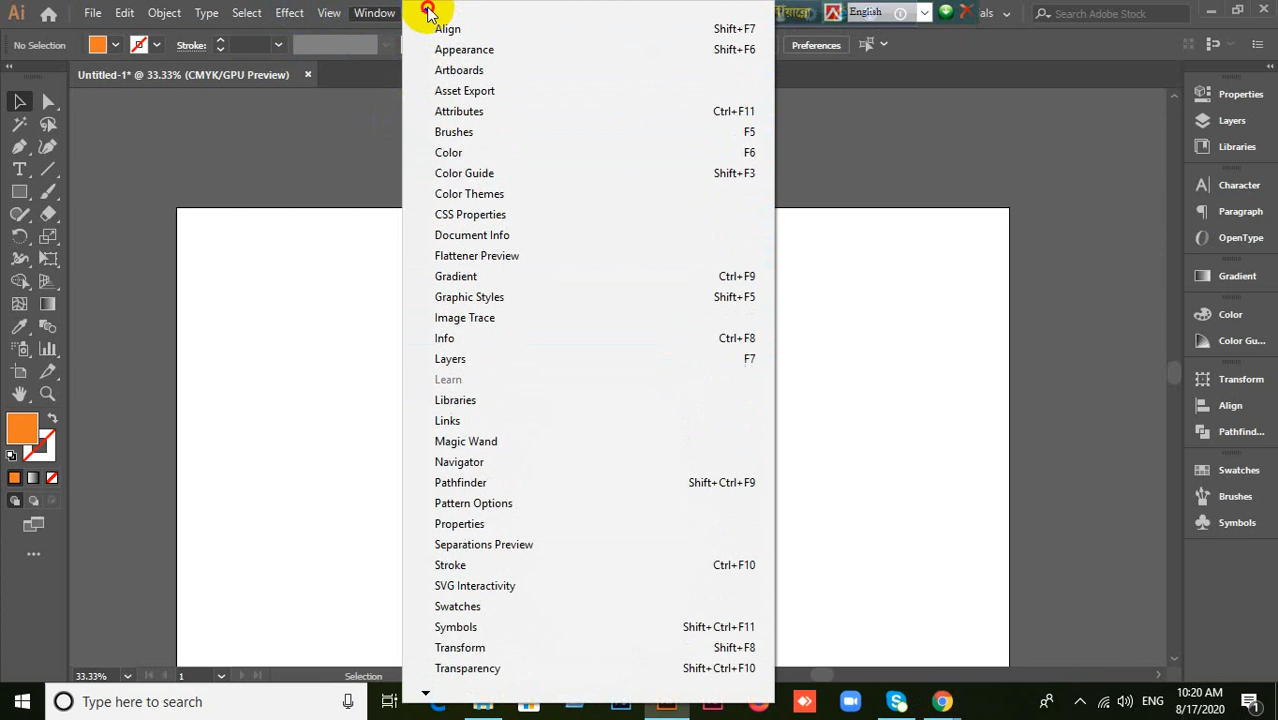 Ai File Edit Object Type Select Effect View Window English als Search Adobe Stock
No Selection Stroke: Preferences
Untitled-1* @ 33.33% (CMYK/GPU Preview) ×
Align Shift+F7
Appearance Shift+F6
Artboards
Asset Export
Attributes Ctrl+F11
Brushes F5
Color F6
Color Guide Shift+F3
Color Themes
CSS Properties
Document Info
Flattener Preview
Gradient Ctrl+F9
Graphic Styles Shift+F5
Image Trace
Info Ctrl+F8
Layers F7
Learn
Libraries
Links
Magic Wand
Navigator
Pathfinder Shift+Ctrl+F9
Pattern Options
Properties
Separations Preview
Stroke Ctrl+F10
SVG Interactivity
Swatches
Symbols Shift+Ctrl+F11
Transform Shift+F8
Transparency Shift+Ctrl+F10
Properties
Layers
Libraries
Character
Paragraph
OpenType
Gradient
Color
Color Gu...
Transform
Align
Pathfind...
Swatches
Brushes
Symbols
33.33% 1 Selection
Type here to search
ENG
10:20 AM
8/17/2020